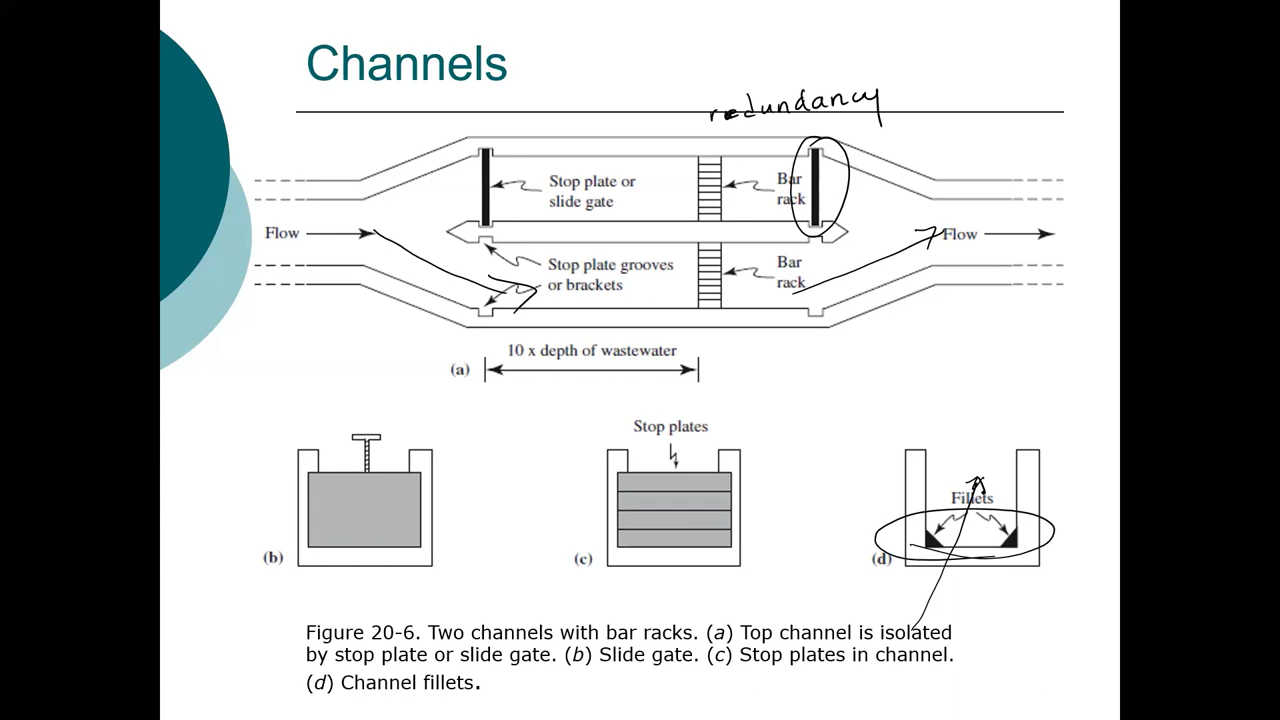 Channels
redundancy
Stop plate or
slide gate
Bar
rack
Flow
Flow
Stop plate grooves
or brackets
Bar
rack
10 x depth of wastewater
(a)
Stop plates
Fillets
(b)
(c)
(d)
Figure 20-6. Two channels with bar racks. (a) Top channel is isolated
by stop plate or slide gate. (b) Slide gate. (c) Stop plates in channel.
(d) Channel fillets.